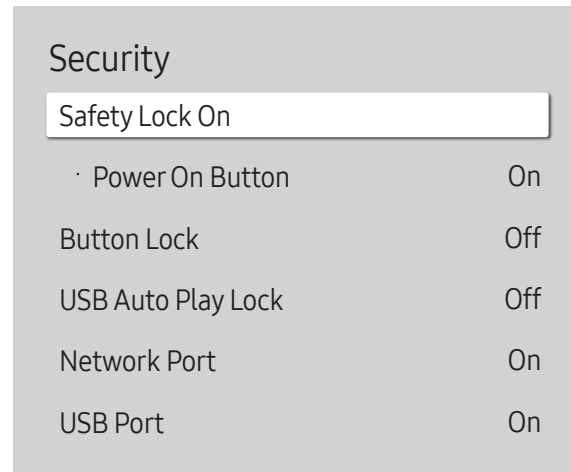 Security
Safety Lock On
· Power On Button On
Button Lock Off
USB Auto Play Lock Off
Network Port On
USB Port On